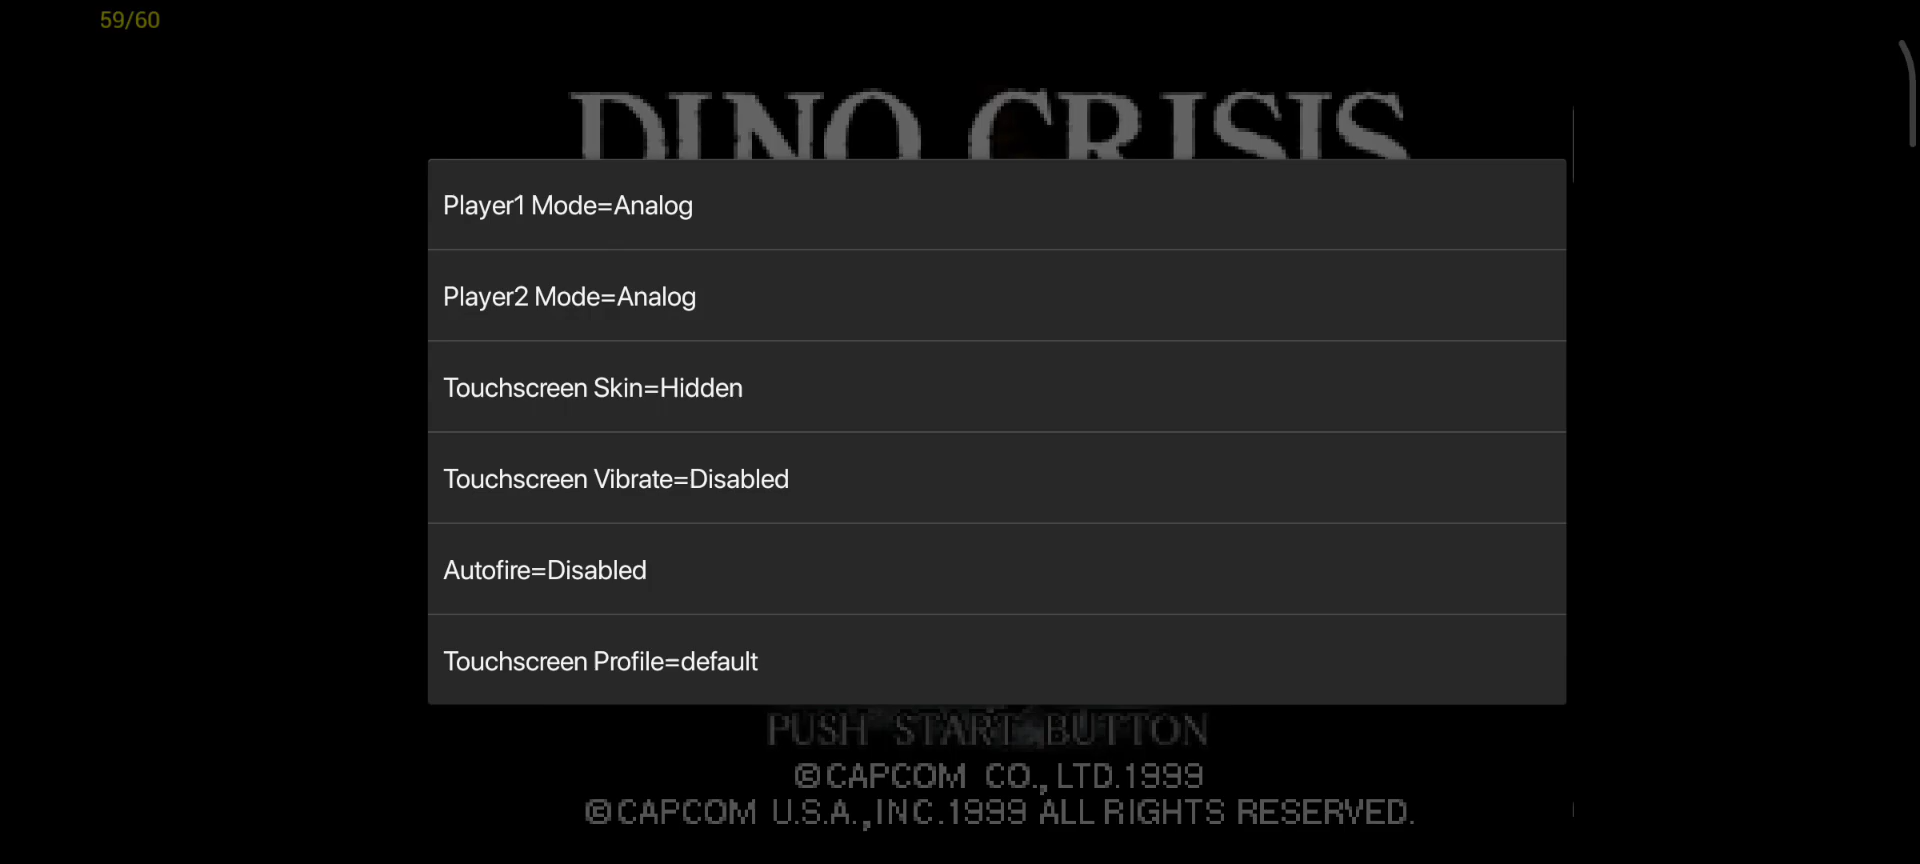 59/60
DINO CRISIS
Player1 Mode=Analog
Player2 Mode=Analog
Touchscreen Skin=Hidden
Touchscreen Vibrate=Disabled
Autofire=Disabled
Touchscreen Profile=default
PUSH START BUTTON
©CAPCOM CO.,LTD.1999
©CAPCOM U.S.A.,INC.1999 ALL RIGHTS RESERVED.